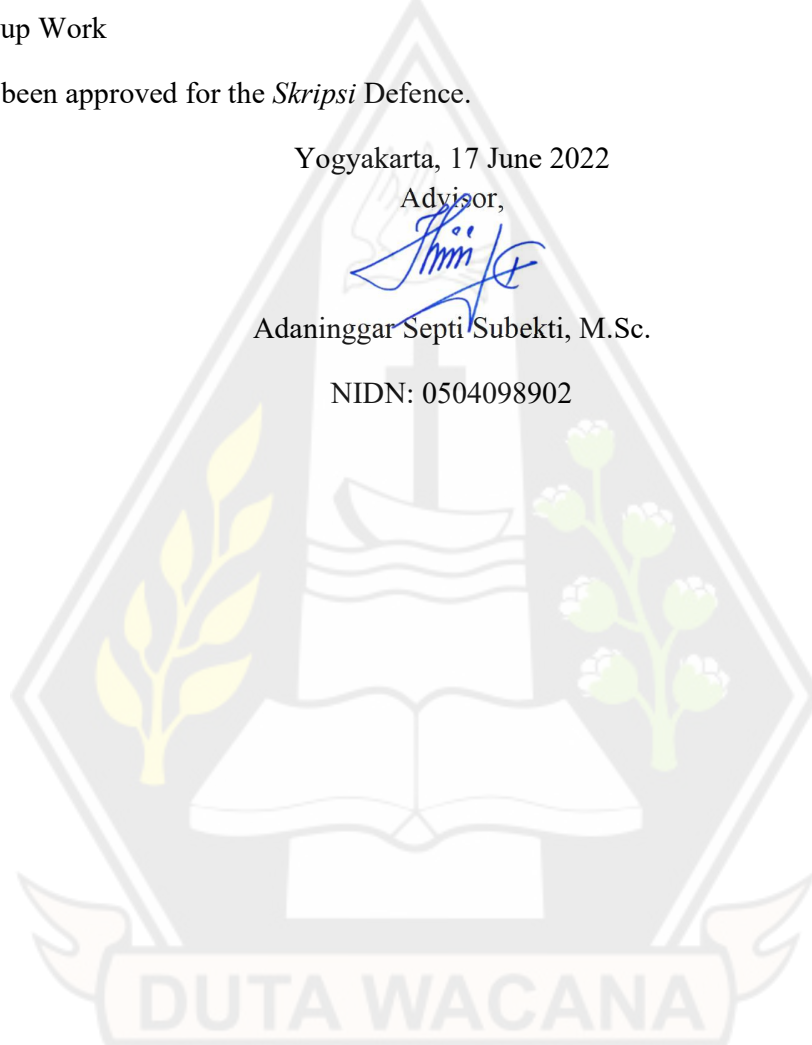 up Work
been approved for the Skripsi Defence.
Yogyakarta, 17 June 2022
Advisor,
Adaninggar Septi Subekti, M.Sc.
NIDN: 0504098902
DUTA WACANA